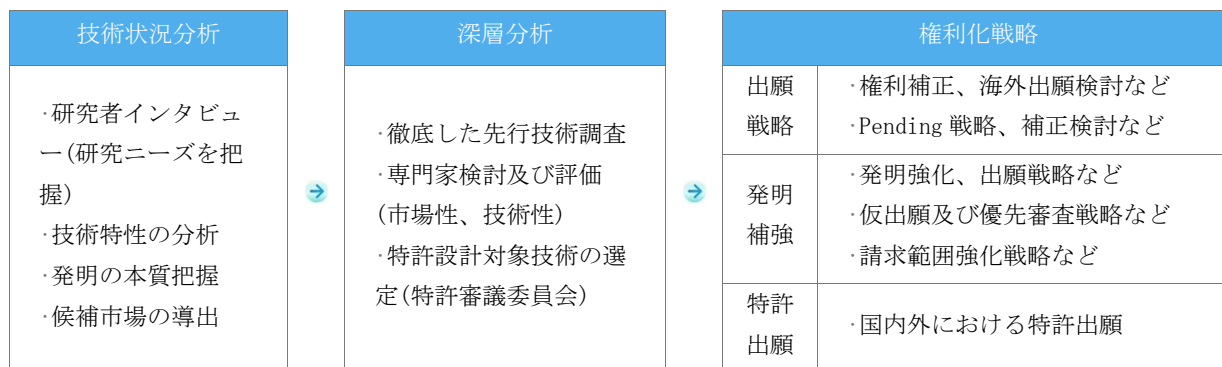 技術状況分析
·研究者インタビュ
ー(研究ニーズを把
握)
·技術特性の分析
·発明の本質把握
·候補市場の導出
深層分析
·徹底した先行技術調査
·専門家検討及び評価
(市場性、技術性)
·特許設計対象技術の選
定(特許審議委員会)
権利化戦略
出願
戦略
·権利補正、海外出願検討など
·Pending 戦略、補正検討など
発明
補強
·発明強化、出願戦略など
·仮出願及び優先審査戦略など
·請求範囲強化戦略など
特許
出願
·国内外における特許出願